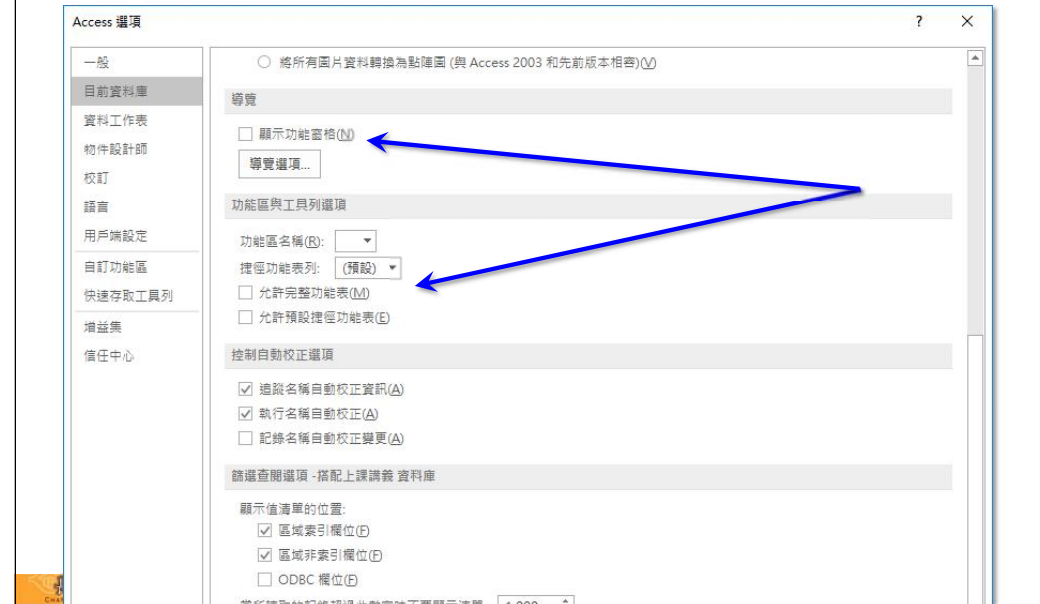 Access 選項
? ×
一般
目前資料庫
資料工作表
物件設計師
校訂
語言
用戶端設定
自訂功能區
快速存取工具列
增益集
信任中心
將所有圖片資料轉換為點陣圖 (與 Access 2003 和先前版本相容)(V)
導覽
顯示功能窗格(N)
導覽選項...
功能區與工具列選項
功能區名稱(R):
捷徑功能表列: (預設)
允許完整功能表(M)
允許預設捷徑功能表(E)
控制自動校正選項
追蹤名稱自動校正資訊(A)
執行名稱自動校正(A)
記錄名稱自動校正變更(A)
篩選查閱選項 -搭配上課講義 資料庫
顯示值清單的位置:
區域索引欄位(F)
區域非索引欄位(F)
ODBC 欄位(F)